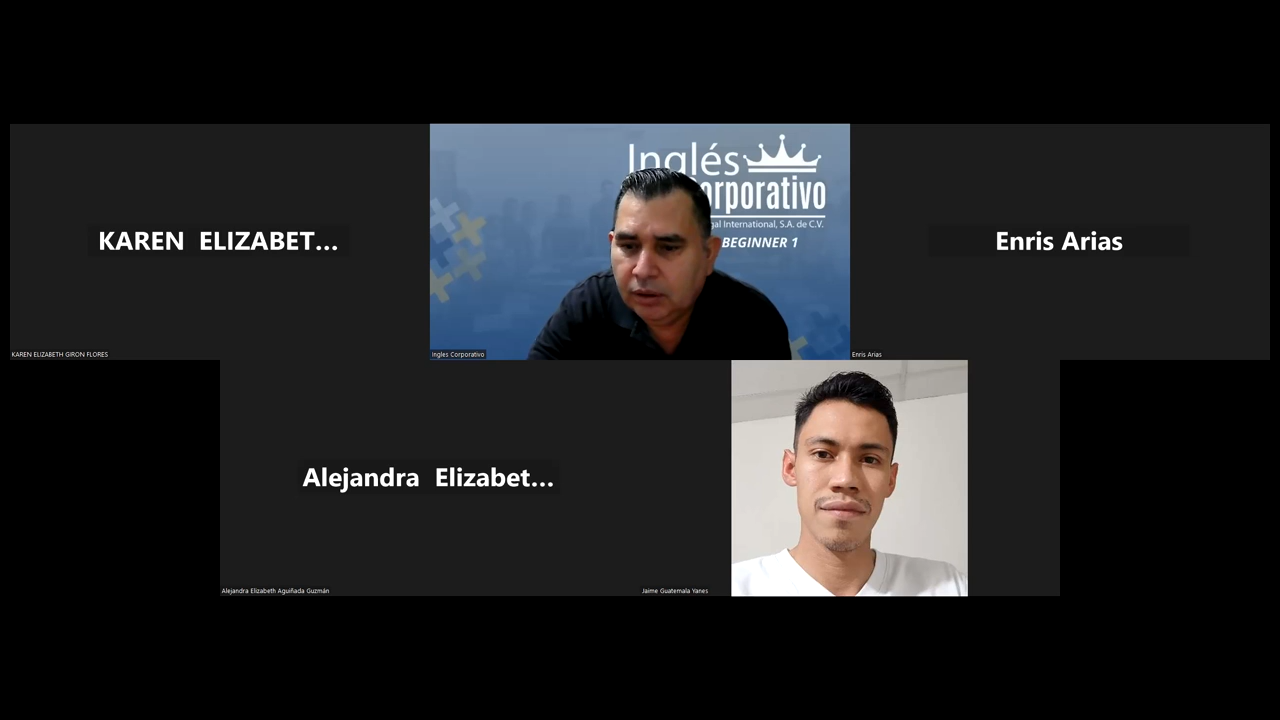 KAREN ELIZABET...
KAREN ELIZABETH GIRON FLORES
Inglés
orporativo
gal International, S.A. de C.V.
BEGINNER 1
Ingles Corporativo
Enris Arias
Enris Arias
Alejandra Elizabet...
Alejandra Elizabeth Aguiñada Guzmán
Jaime Guatemala Yanes